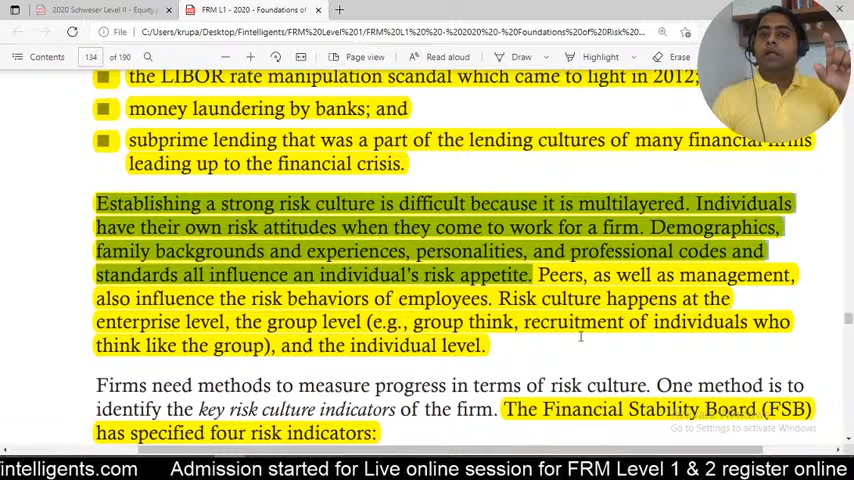 2020 Schweser Level II - Equity
FRM L1 - 2020 - Foundations of
File
C:/Users/krupa/Desktop/Fintelligents/FRM%20Level%201/FRM%20L1%20%20-%202020%20-%20Foundations%20of%20Risk%20M...
Contents
134
of 190
Page view
Read aloud
Draw
Highlight
Erase
the LIBOR rate manipulation scandal which came to light in 2012;
money laundering by banks; and
subprime lending that was a part of the lending cultures of many financial firms
leading up to the financial crisis.
Establishing a strong risk culture is difficult because it is multilayered. Individuals
have their own risk attitudes when they come to work for a firm. Demographics,
family backgrounds and experiences, personalities, and professional codes and
standards all influence an individual's risk appetite. Peers, as well as management,
also influence the risk behaviors of employees. Risk culture happens at the
enterprise level, the group level (e.g., group think, recruitment of individuals who
think like the group), and the individual level.
Firms need methods to measure progress in terms of risk culture. One method is to
identify the key risk culture indicators of the firm. The Financial Stability Board (FSB)
has specified four risk indicators:
Go to Settings to activate Windows
fintelligents.com Admission started for Live online session for FRM Level 1 & 2 register online